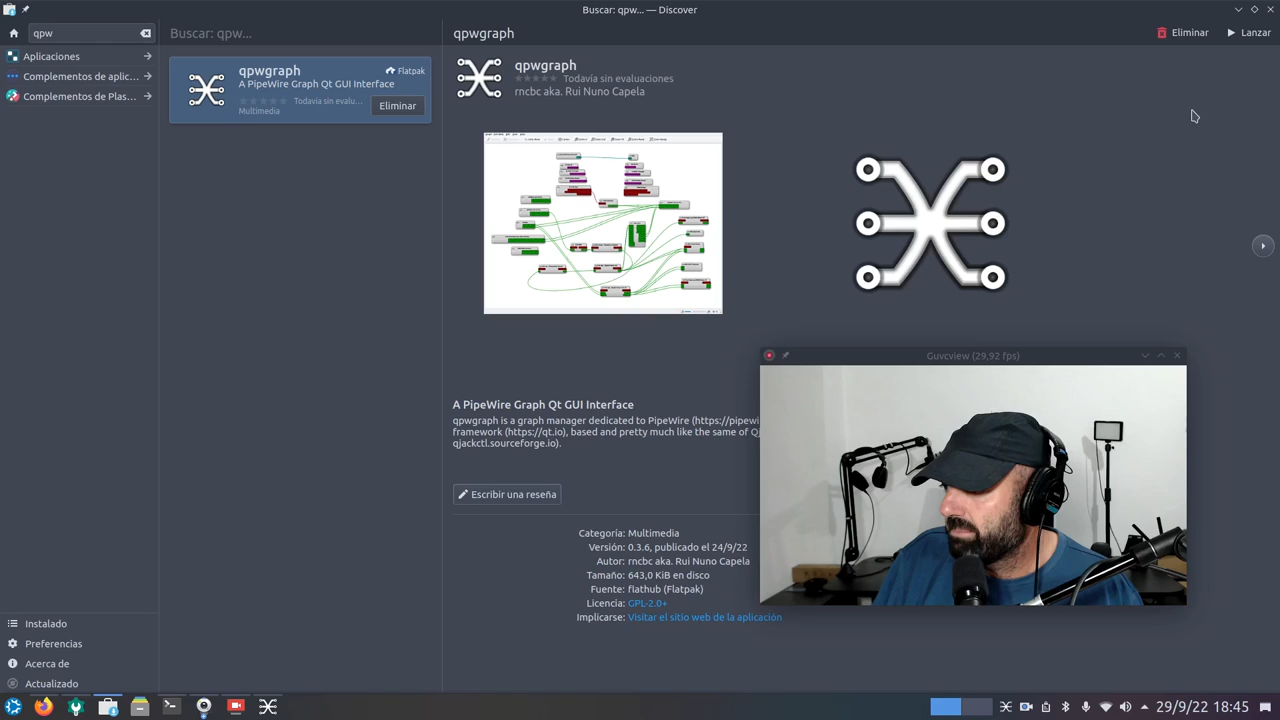 Buscar: qpw... — Discover
qpw
Buscar: qpw...
qpwgraph
Eliminar
Lanzar
Aplicaciones
Complementos de aplic...
Complementos de Plas...
qpwgraph
Flatpak
A PipeWire Graph Qt GUI Interface
Todavía sin evalu...
Multimedia
Eliminar
qpwgraph
Todavía sin evaluaciones
rncbc aka. Rui Nuno Capela
Guvcview (29,92 fps)
A PipeWire Graph Qt GUI Interface
qpwgraph is a graph manager dedicated to PipeWire (https://pipewi
framework (https://qt.io), based and pretty much like the same of Qj
qjackctl.sourceforge.io).
Escribir una reseña
Categoría: Multimedia
Versión: 0.3.6, publicado el 24/9/22
Autor: rncbc aka. Rui Nuno Capela
Tamaño: 643,0 KiB en disco
Fuente: flathub (Flatpak)
Licencia: GPL-2.0+
Implicarse: Visitar el sitio web de la aplicación
Instalado
Preferencias
Acerca de
Actualizado
29/9/22 18:45